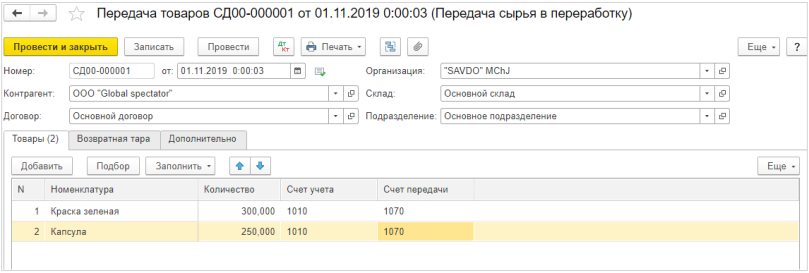 Передача товаров СД00-000001 от 01.11.2019 0:00:03 (Передача сырья в переработку)
Провести и закрыть Записать Провести Дт Кт Печать Еще ?
Номер: СД00-000001 от: 01.11.2019 0:00:03 Организация: "SAVDO" MChJ
Контрагент: ООО "Global spectator" Склад: Основной склад
Договор: Основной договор Подразделение: Основное подразделение
Товары (2) Возвратная тара Дополнительно
Добавить Подбор Заполнить Еще
N Номенклатура Количество Счет учета Счет передачи
1 Краска зеленая 300,000 1010 1070
2 Капсула 250,000 1010 1070